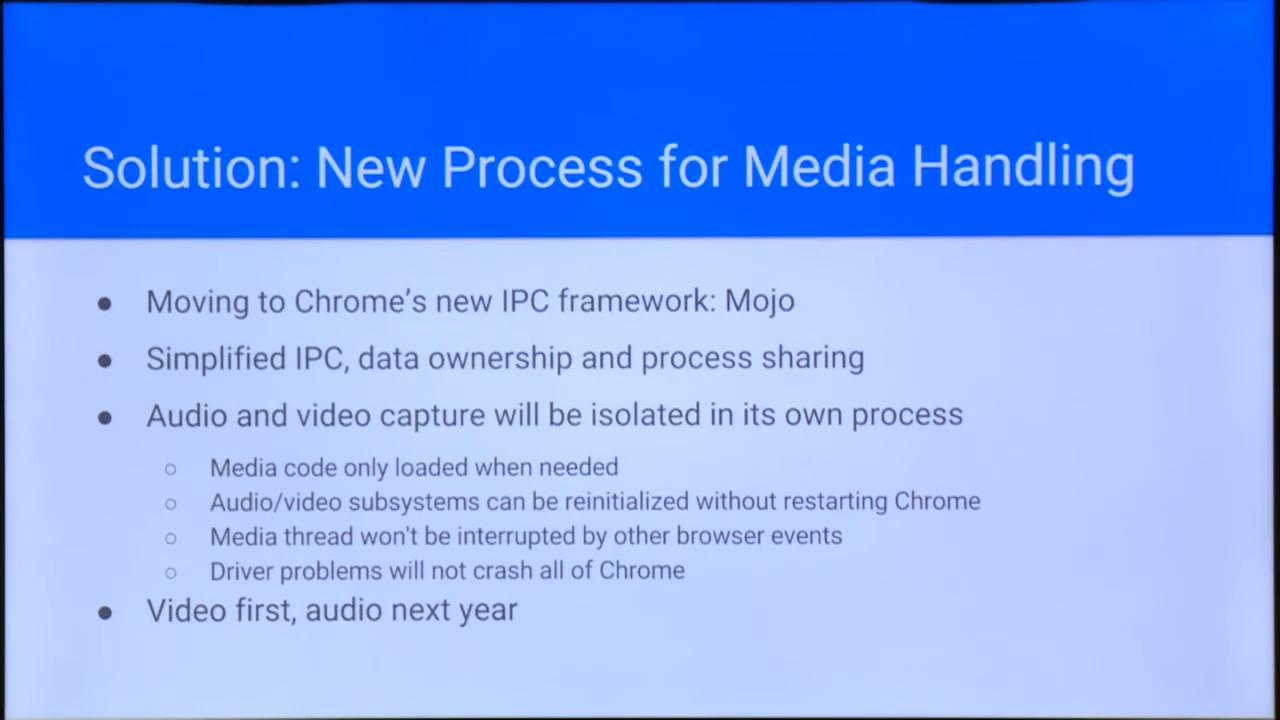 Solution: New Process for Media Handling
● Moving to Chrome’s new IPC framework: Mojo
● Simplified IPC, data ownership and process sharing
● Audio and video capture will be isolated in its own process
○ Media code only loaded when needed
○ Audio/video subsystems can be reinitialized without restarting Chrome
○ Media thread won't be interrupted by other browser events
○ Driver problems will not crash all of Chrome
● Video first, audio next year